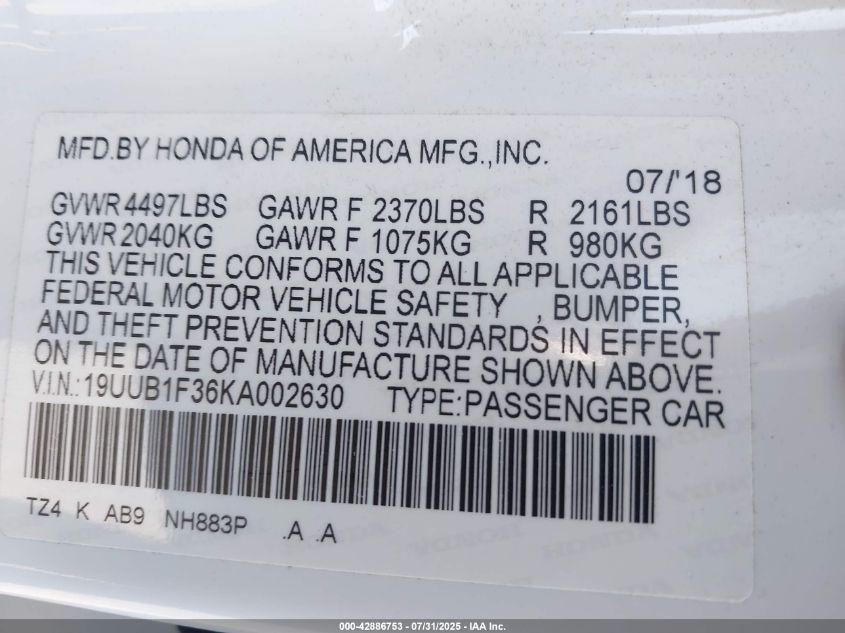 MFD.BY HONDA OF AMERICA MFG.,INC.
07/'18
GVWR 4497LBS GAWR F 2370LBS R 2161LBS
GVWR 2040KG GAWR F 1075KG R 980KG
THIS VEHICLE CONFORMS TO ALL APPLICABLE
FEDERAL MOTOR VEHICLE SAFETY , BUMPER,
AND THEFT PREVENTION STANDARDS IN EFFECT
ON THE DATE OF MANUFACTURE SHOWN ABOVE.
V.I.N.:19UUB1F36KA002630 TYPE:PASSENGER CAR
TZ4 K AB9 NH883P .A .A
HONDA HONDA HONDA
000-42886753 - 07/31/2025 - IAA Inc.